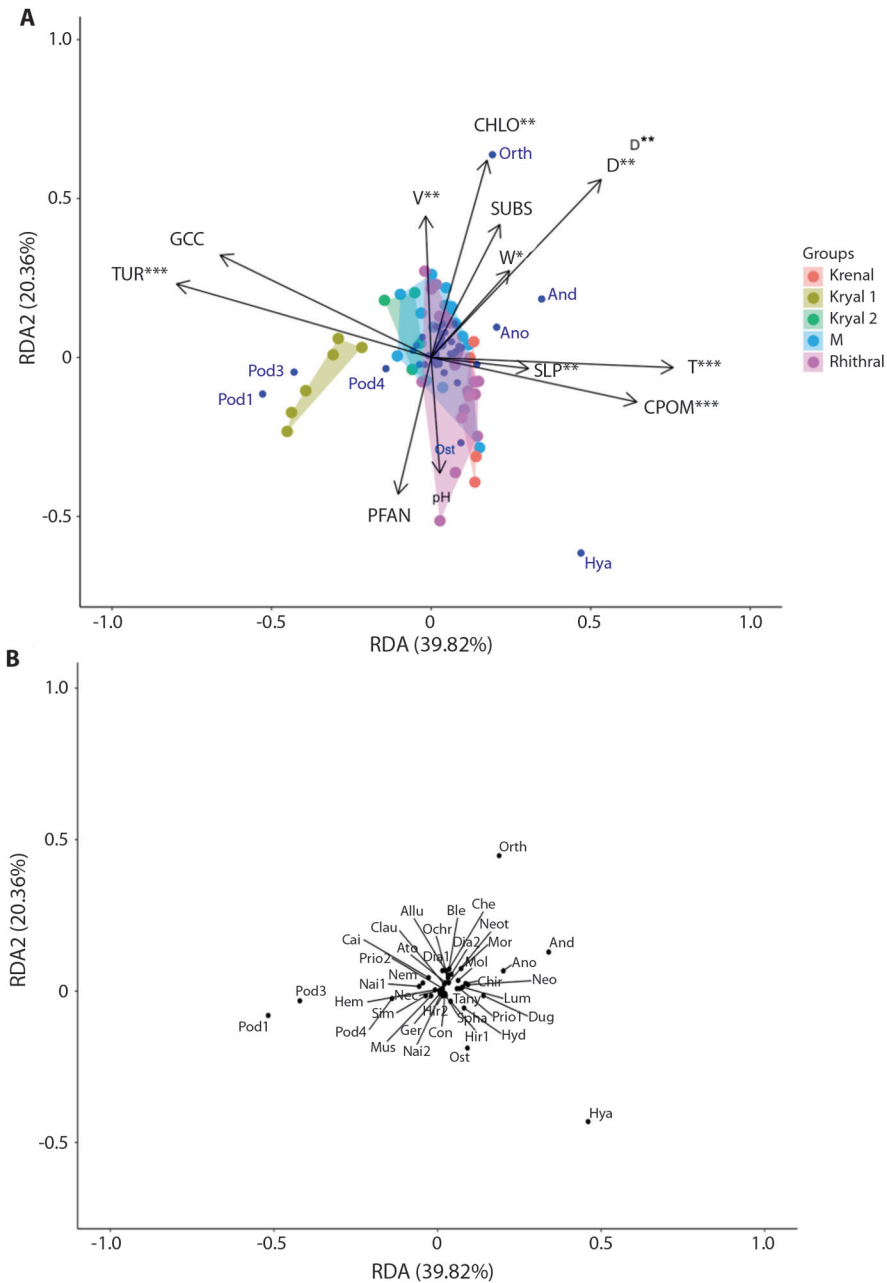 A
1.0
CHLO**
Orth
D**
D**
0.5
V**
SUBS
GCC
TUR***
W*
And
Ano
RDA2 (20.36%)
0
Pod3
Pod4
Pod1
SLP**
T***
CPOM***
Ost
pH
PFAN
-0.5
Hya
-1.0 -0.5 0 0.5 1.0
RDA (39.82%)
Groups
Krenal
Kryal 1
Kryal 2
M
Rhithral
B
1.0
0.5
Orth
Allu Ble Che
Clau Ochr Neot
Cai Ato Dia1 Dia2 Mor
And
Prio2 Mol Ano
Nem
Nai1 Chir Neo
RDA2 (20.36%)
0
Pod3
Hem Nec Tany Lum
Pod1
Sim Hir2 Spha Prio1 Dug
Pod4 Ger Con Hir1 Hyd
Mus Nai2 Ost
Hya
-0.5
-1.0 -0.5 0 0.5 1.0
RDA (39.82%)